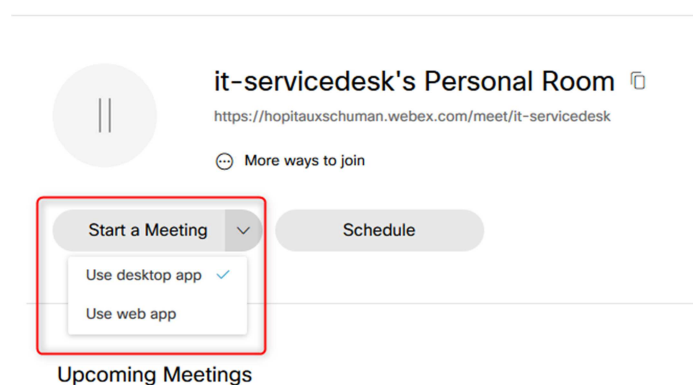 it-servicedesk's Personal Room
https://hopitauxschuman.webex.com/meet/it-servicedesk
More ways to join
Start a Meeting
Schedule
Use desktop app
Use web app
Upcoming Meetings